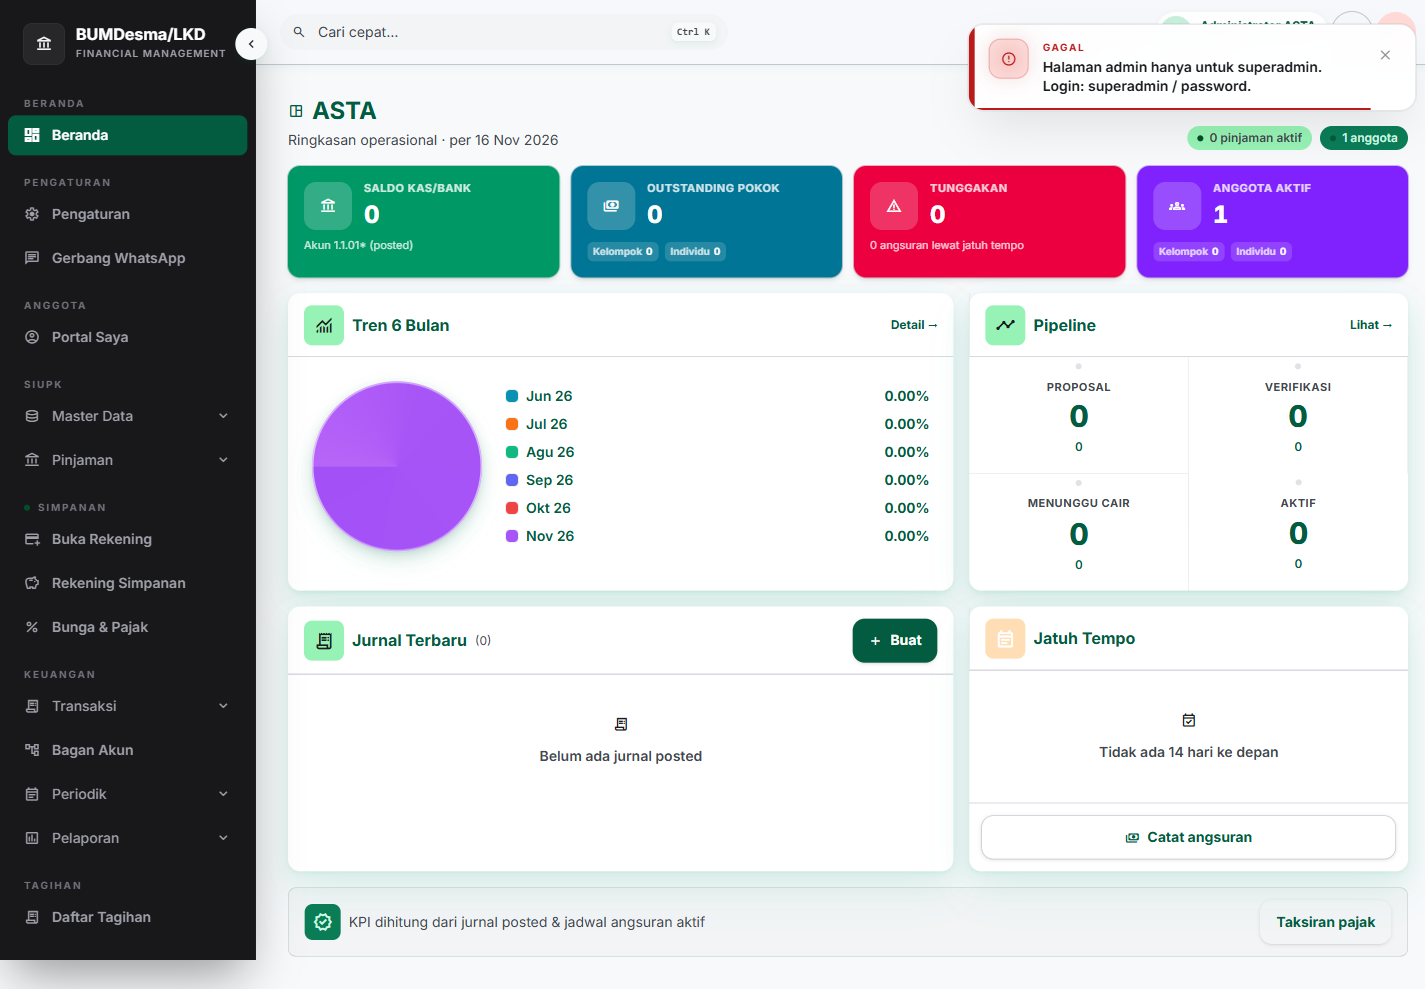 BUMDesma/LKD
FINANCIAL MANAGEMENT
BERANDA
Beranda
PENGATURAN
Pengaturan
Gerbang WhatsApp
ANGGOTA
Portal Saya
SIUPK
Master Data
Pinjaman
SIMPANAN
Buka Rekening
Rekening Simpanan
Bunga & Pajak
KEUANGAN
Transaksi
Bagan Akun
Periodik
Pelaporan
TAGIHAN
Daftar Tagihan
Cari cepat...
Ctrl K
Administrator ASTA
GAGAL
Halaman admin hanya untuk superadmin.
Login: superadmin / password.
ASTA
Ringkasan operasional · per 16 Nov 2026
0 pinjaman aktif
1 anggota
SALDO KAS/BANK
0
Akun 1.1.01* (posted)
OUTSTANDING POKOK
0
Kelompok 0 Individu 0
TUNGGAKAN
0
0 angsuran lewat jatuh tempo
ANGGOTA AKTIF
1
Kelompok 0 Individu 0
Tren 6 Bulan
Detail →
Jun 26 0.00%
Jul 26 0.00%
Agu 26 0.00%
Sep 26 0.00%
Okt 26 0.00%
Nov 26 0.00%
Pipeline
Lihat →
PROPOSAL
0
0
VERIFIKASI
0
0
MENUNGGU CAIR
0
0
AKTIF
0
0
Jurnal Terbaru (0)
+ Buat
Belum ada jurnal posted
Jatuh Tempo
Tidak ada 14 hari ke depan
Catat angsuran
KPI dihitung dari jurnal posted & jadwal angsuran aktif
Taksiran pajak